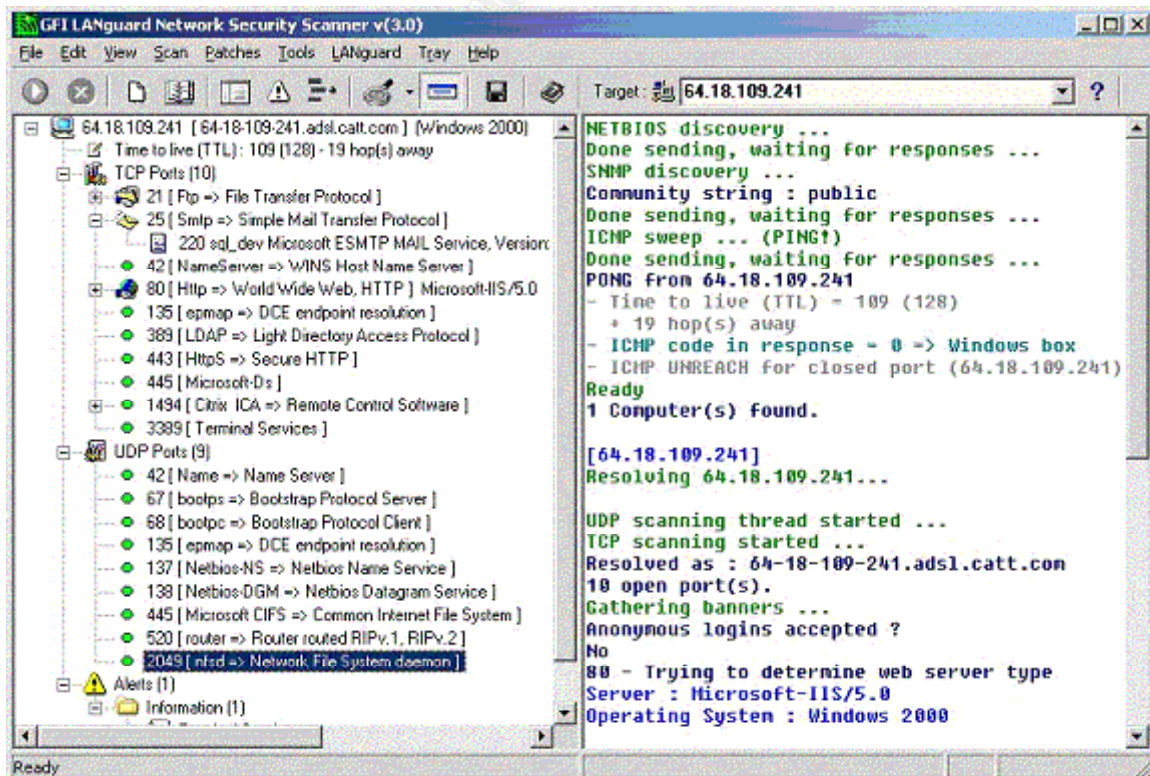 GFI LANguard Network Security Scanner v(3.0)
File Edit View Scan Patches Tools LANguard Tray Help
Target : 64.18.109.241 ?
64.18.109.241 [ 64-18-109-241.adsl.catt.com ] (Windows 2000)
Time to live (TTL) : 109 (128) - 19 hop(s) away
TCP Ports (10)
21 [ Ftp => File Transfer Protocol ]
25 [ Smtp => Simple Mail Transfer Protocol ]
220 sql_dev Microsoft ESMTP MAIL Service, Version:
42 [ NameServer => WINS Host Name Server ]
80 [ Http => World Wide Web, HTTP ] Microsoft-IIS/5.0
135 [ epmap => DCE endpoint resolution ]
389 [ LDAP => Light Directory Access Protocol ]
443 [ HttpS => Secure HTTP ]
445 [ Microsoft-Ds ]
1494 [ Citrix ICA => Remote Control Software ]
3389 [ Terminal Services ]
UDP Ports (9)
42 [ Name => Name Server ]
67 [ bootps => Bootstrap Protocol Server ]
68 [ bootpc => Bootstrap Protocol Client ]
135 [ epmap => DCE endpoint resolution ]
137 [ Netbios-NS => Netbios Name Service ]
138 [ Netbios-DGM => Netbios Datagram Service ]
445 [ Microsoft CIFS => Common Internet File System ]
520 [ router => Router routed RIPv.1, RIPv.2 ]
2049 [ nfsd => Network File System daemon ]
Alerts (1)
Information (1)
NETBIOS discovery ...
Done sending, waiting for responses ...
SNMP discovery ...
Community string : public
Done sending, waiting for responses ...
ICMP sweep ... (PING!)
Done sending, waiting for responses ...
PONG from 64.18.109.241
- Time to live (TTL) = 109 (128)
+ 19 hop(s) away
- ICMP code in response = 0 => Windows box
- ICMP UNREACH for closed port (64.18.109.241)
Ready
1 Computer(s) found.
[64.18.109.241]
Resolving 64.18.109.241...
UDP scanning thread started ...
TCP scanning started ...
Resolved as : 64-18-109-241.adsl.catt.com
10 open port(s).
Gathering banners ...
Anonymous logins accepted ?
No
80 - Trying to determine web server type
Server : Microsoft-IIS/5.0
Operating System : Windows 2000
Ready